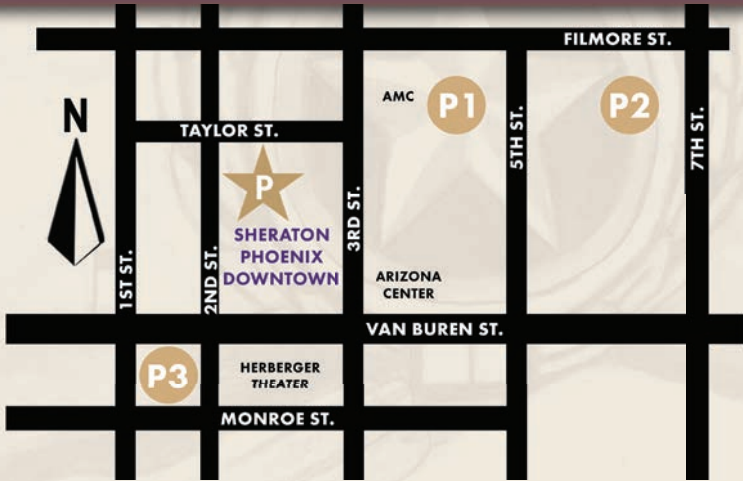 FILMORE ST.
AMC
P1
P2
N
TAYLOR ST.
5TH ST.
7TH ST.
P
3RD ST.
SHERATON
PHOENIX
DOWNTOWN
1ST ST.
2ND ST.
ARIZONA
CENTER
VAN BUREN ST.
P3
HERBERGER
THEATER
MONROE ST.